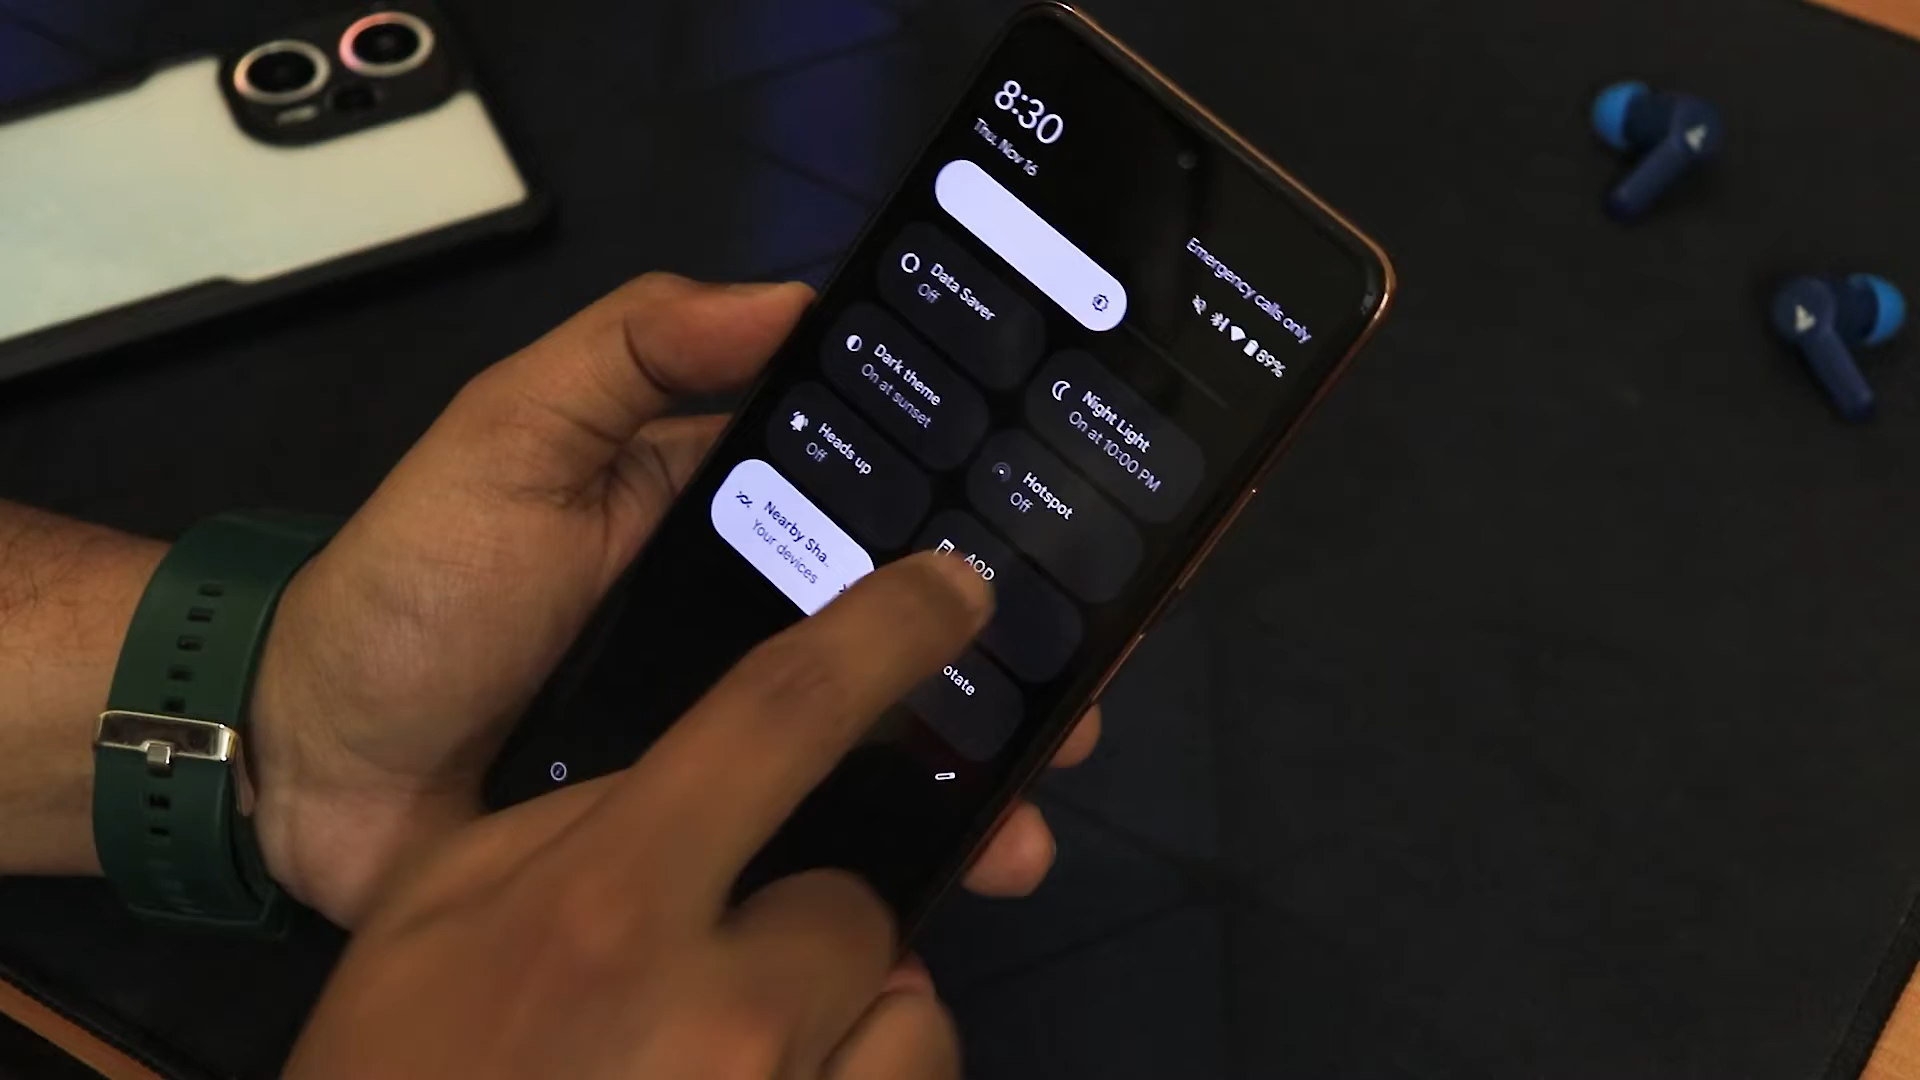 8:30
Thu, Nov 16
Emergency calls only
89%
Data Saver
Off
Night Light
On at 10:00 PM
Dark theme
On at sunset
Hotspot
Off
Heads up
Off
AOD
Nearby Sha..
Your devices
otate